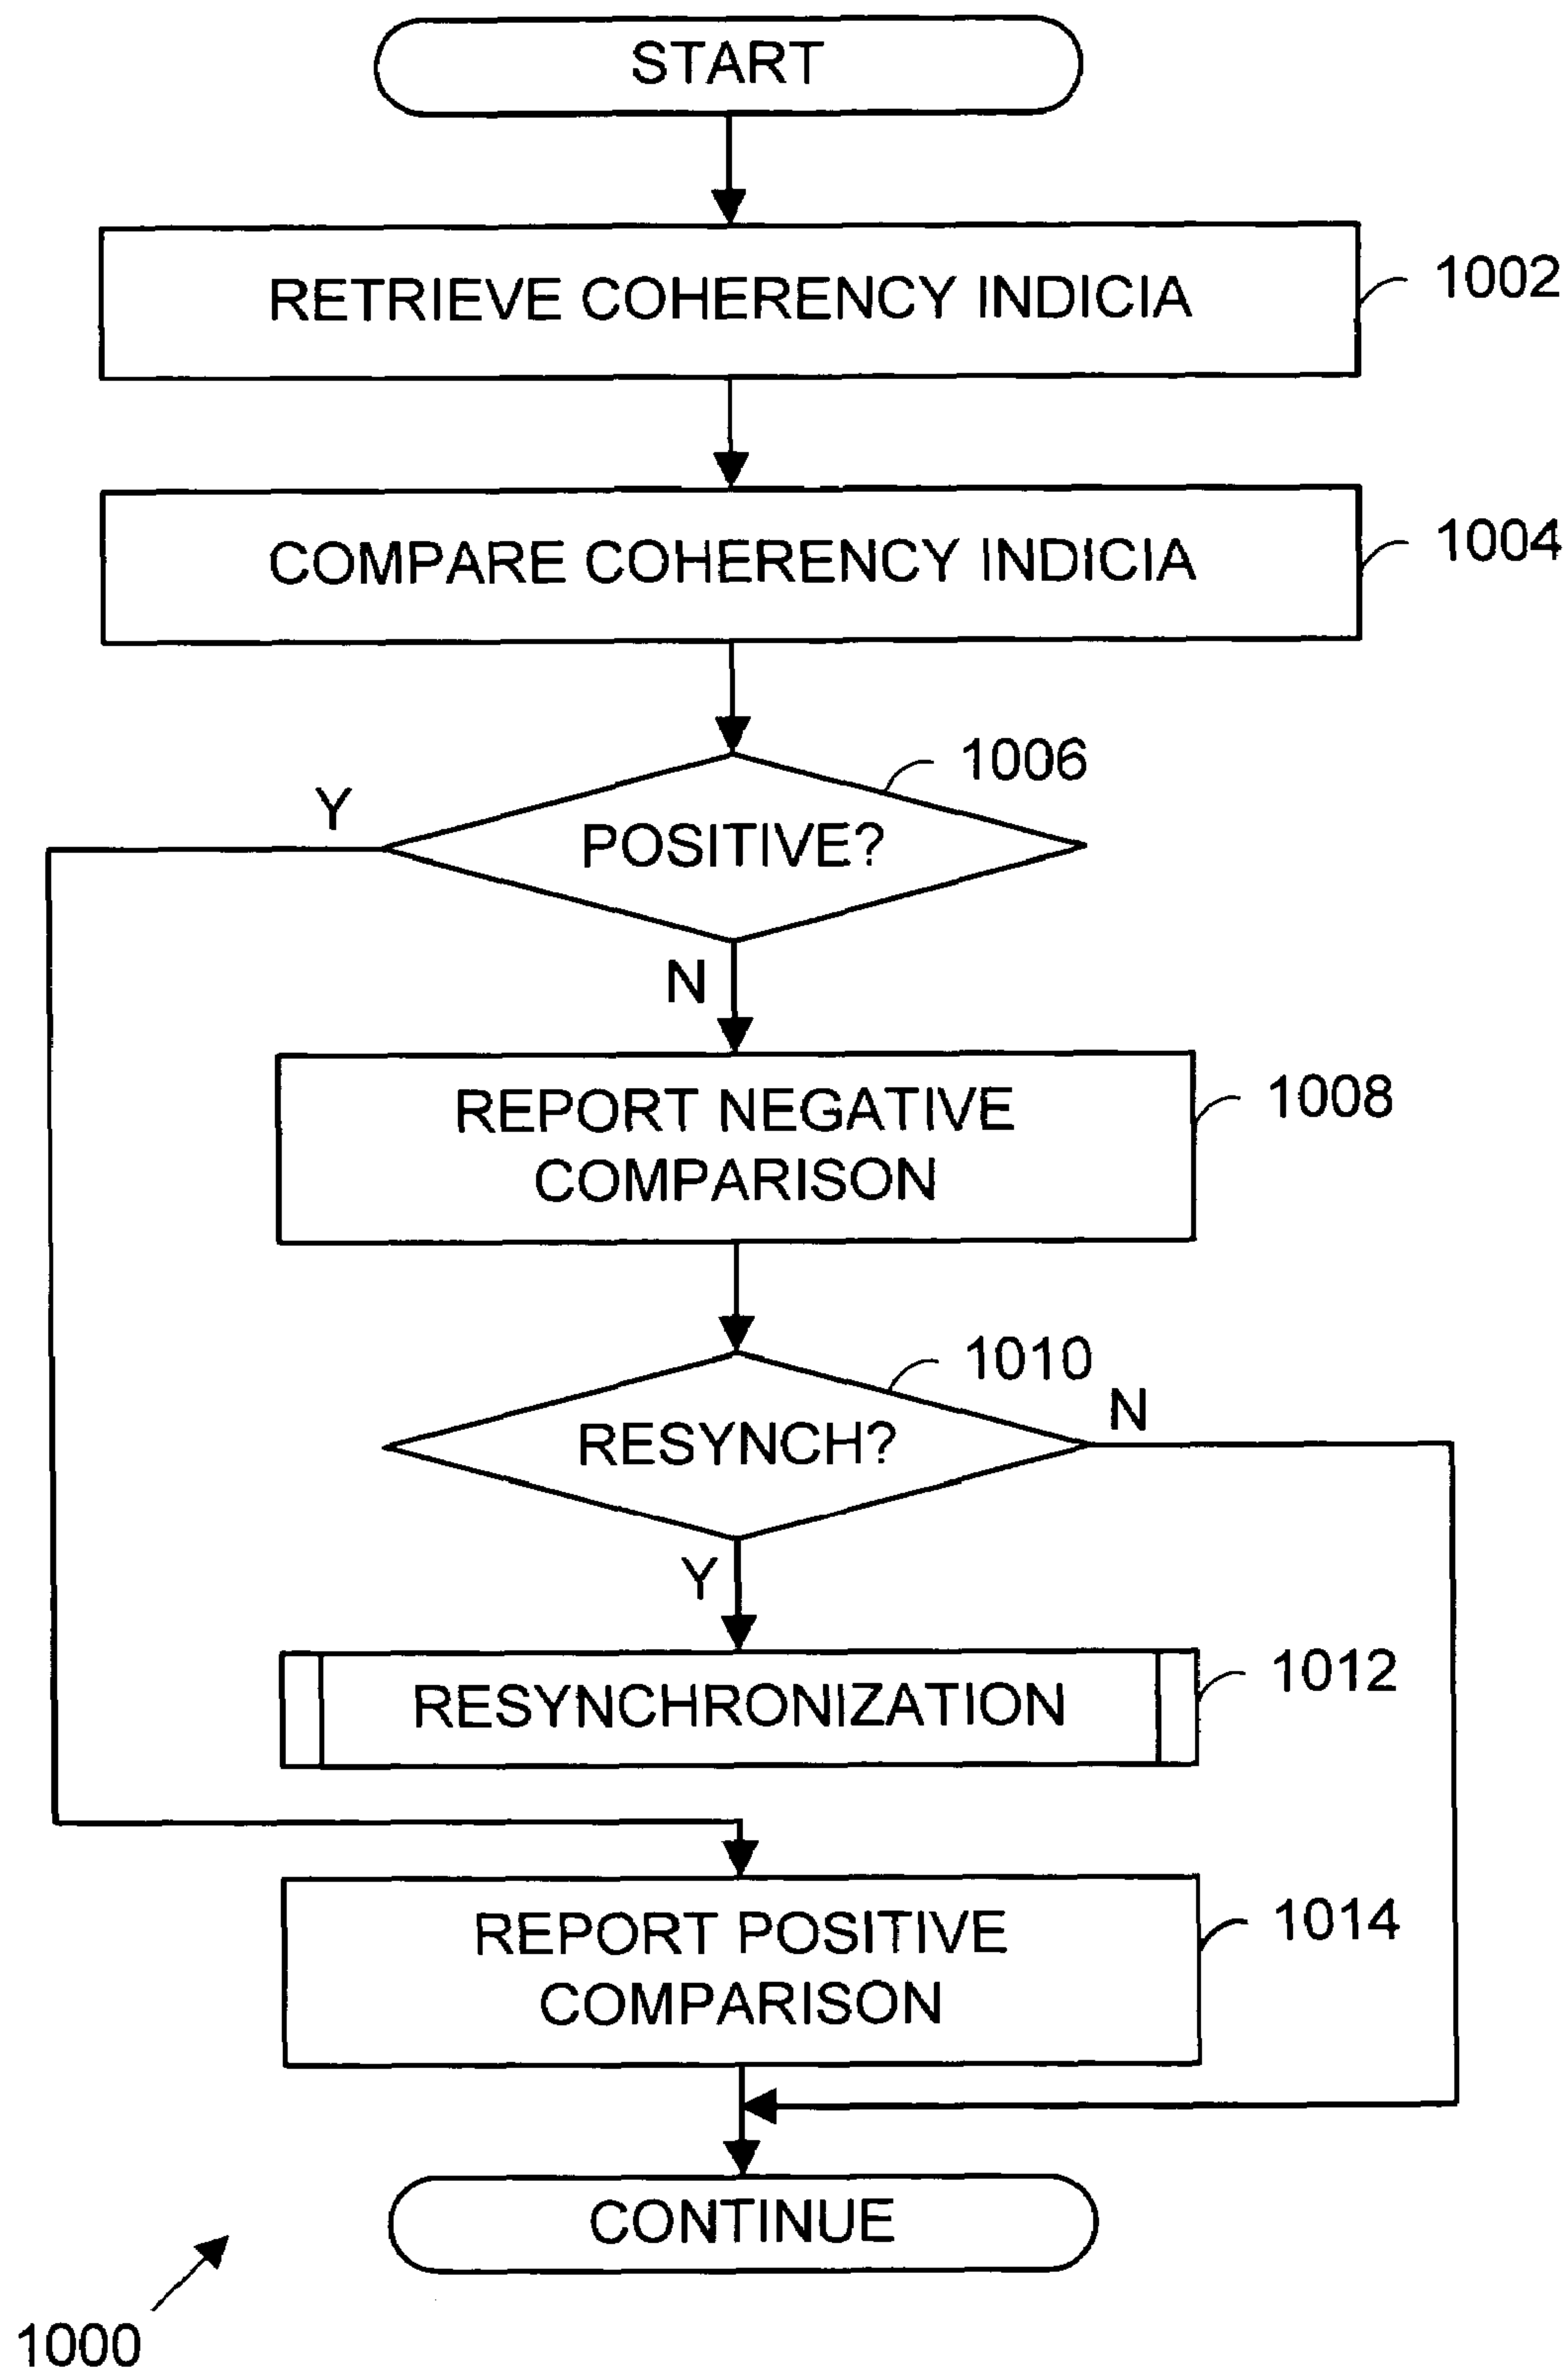 START
RETRIEVE COHERENCY INDICIA
1002
COMPARE COHERENCY INDICIA
1004
1006
Y
POSITIVE?
N
REPORT NEGATIVE
COMPARISON
1008
1010
N
RESYNCH?
Y
RESYNCHRONIZATION
1012
REPORT POSITIVE
COMPARISON
1014
CONTINUE
1000